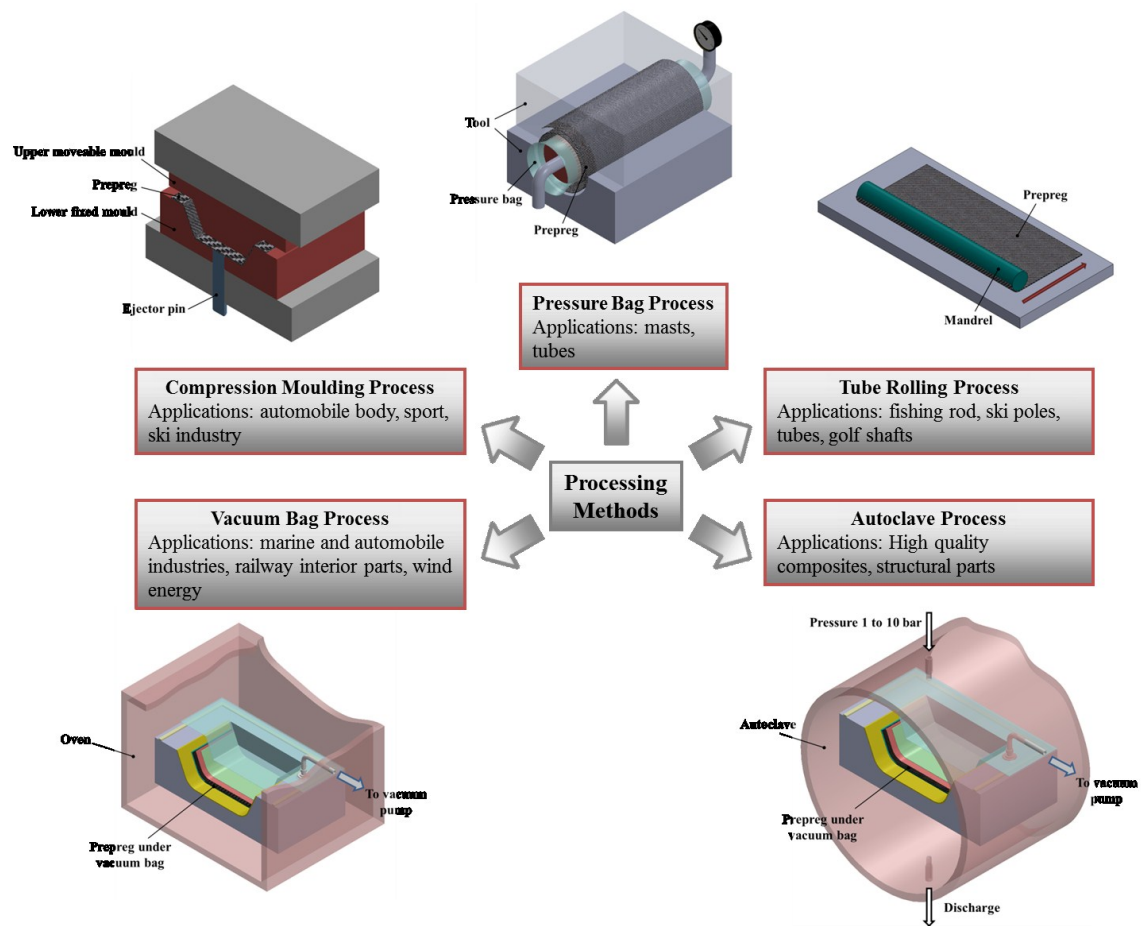 Upper moveable mould
Prepreg
Lower fixed mould
Ejector pin
Tool
Pressure bag
Prepreg
Prepreg
Mandrel
Pressure Bag Process
Applications: masts,
tubes
Compression Moulding Process
Applications: automobile body, sport,
ski industry
Tube Rolling Process
Applications: fishing rod, ski poles,
tubes, golf shafts
Processing
Methods
Vacuum Bag Process
Applications: marine and automobile
industries, railway interior parts, wind
energy
Autoclave Process
Applications: High quality
composites, structural parts
Oven
To vacuum
pump
Prepreg under
vacuum bag
Pressure 1 to 10 bar
Autoclave
To vacuum
pump
Prepreg under
vacuum bag
Discharge